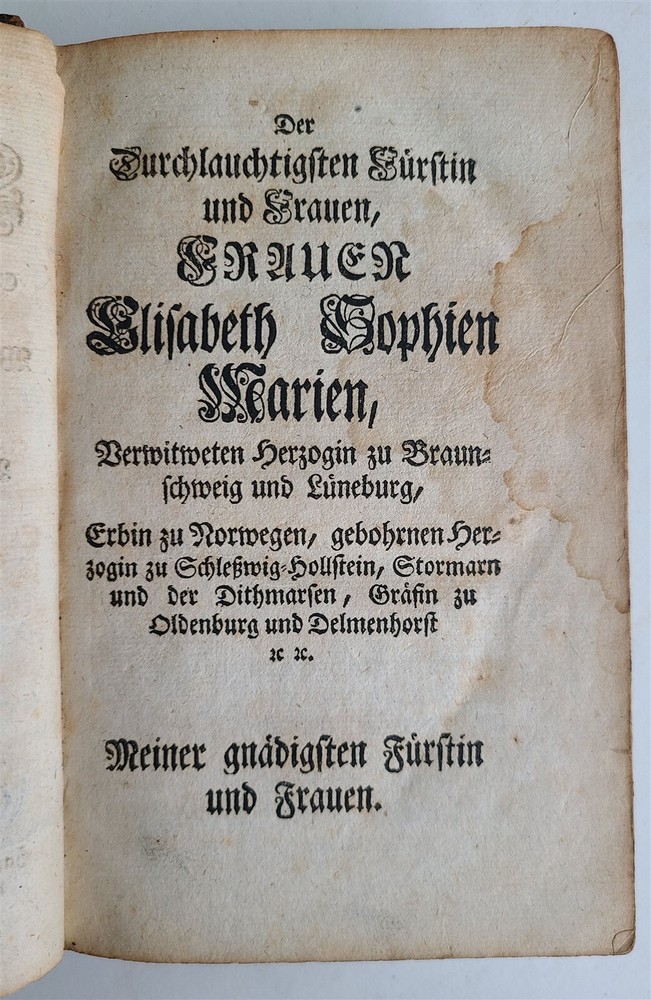 Der
Durchlauchtigsten Fürstin
und Frauen,
FRAUEN
Elisabeth Sophien
Marien,
Verwitweten Herzogin zu Braun-
schweig und Lüneburg,
Erbin zu Norwegen, gebohrnen Her-
zogin zu Schleßwig-Hollstein, Stormarn
und der Dithmarsen, Gräfin zu
Oldenburg und Delmenhorst
ꝛc ꝛc.
Meiner gnädigsten Fürstin
und Frauen.